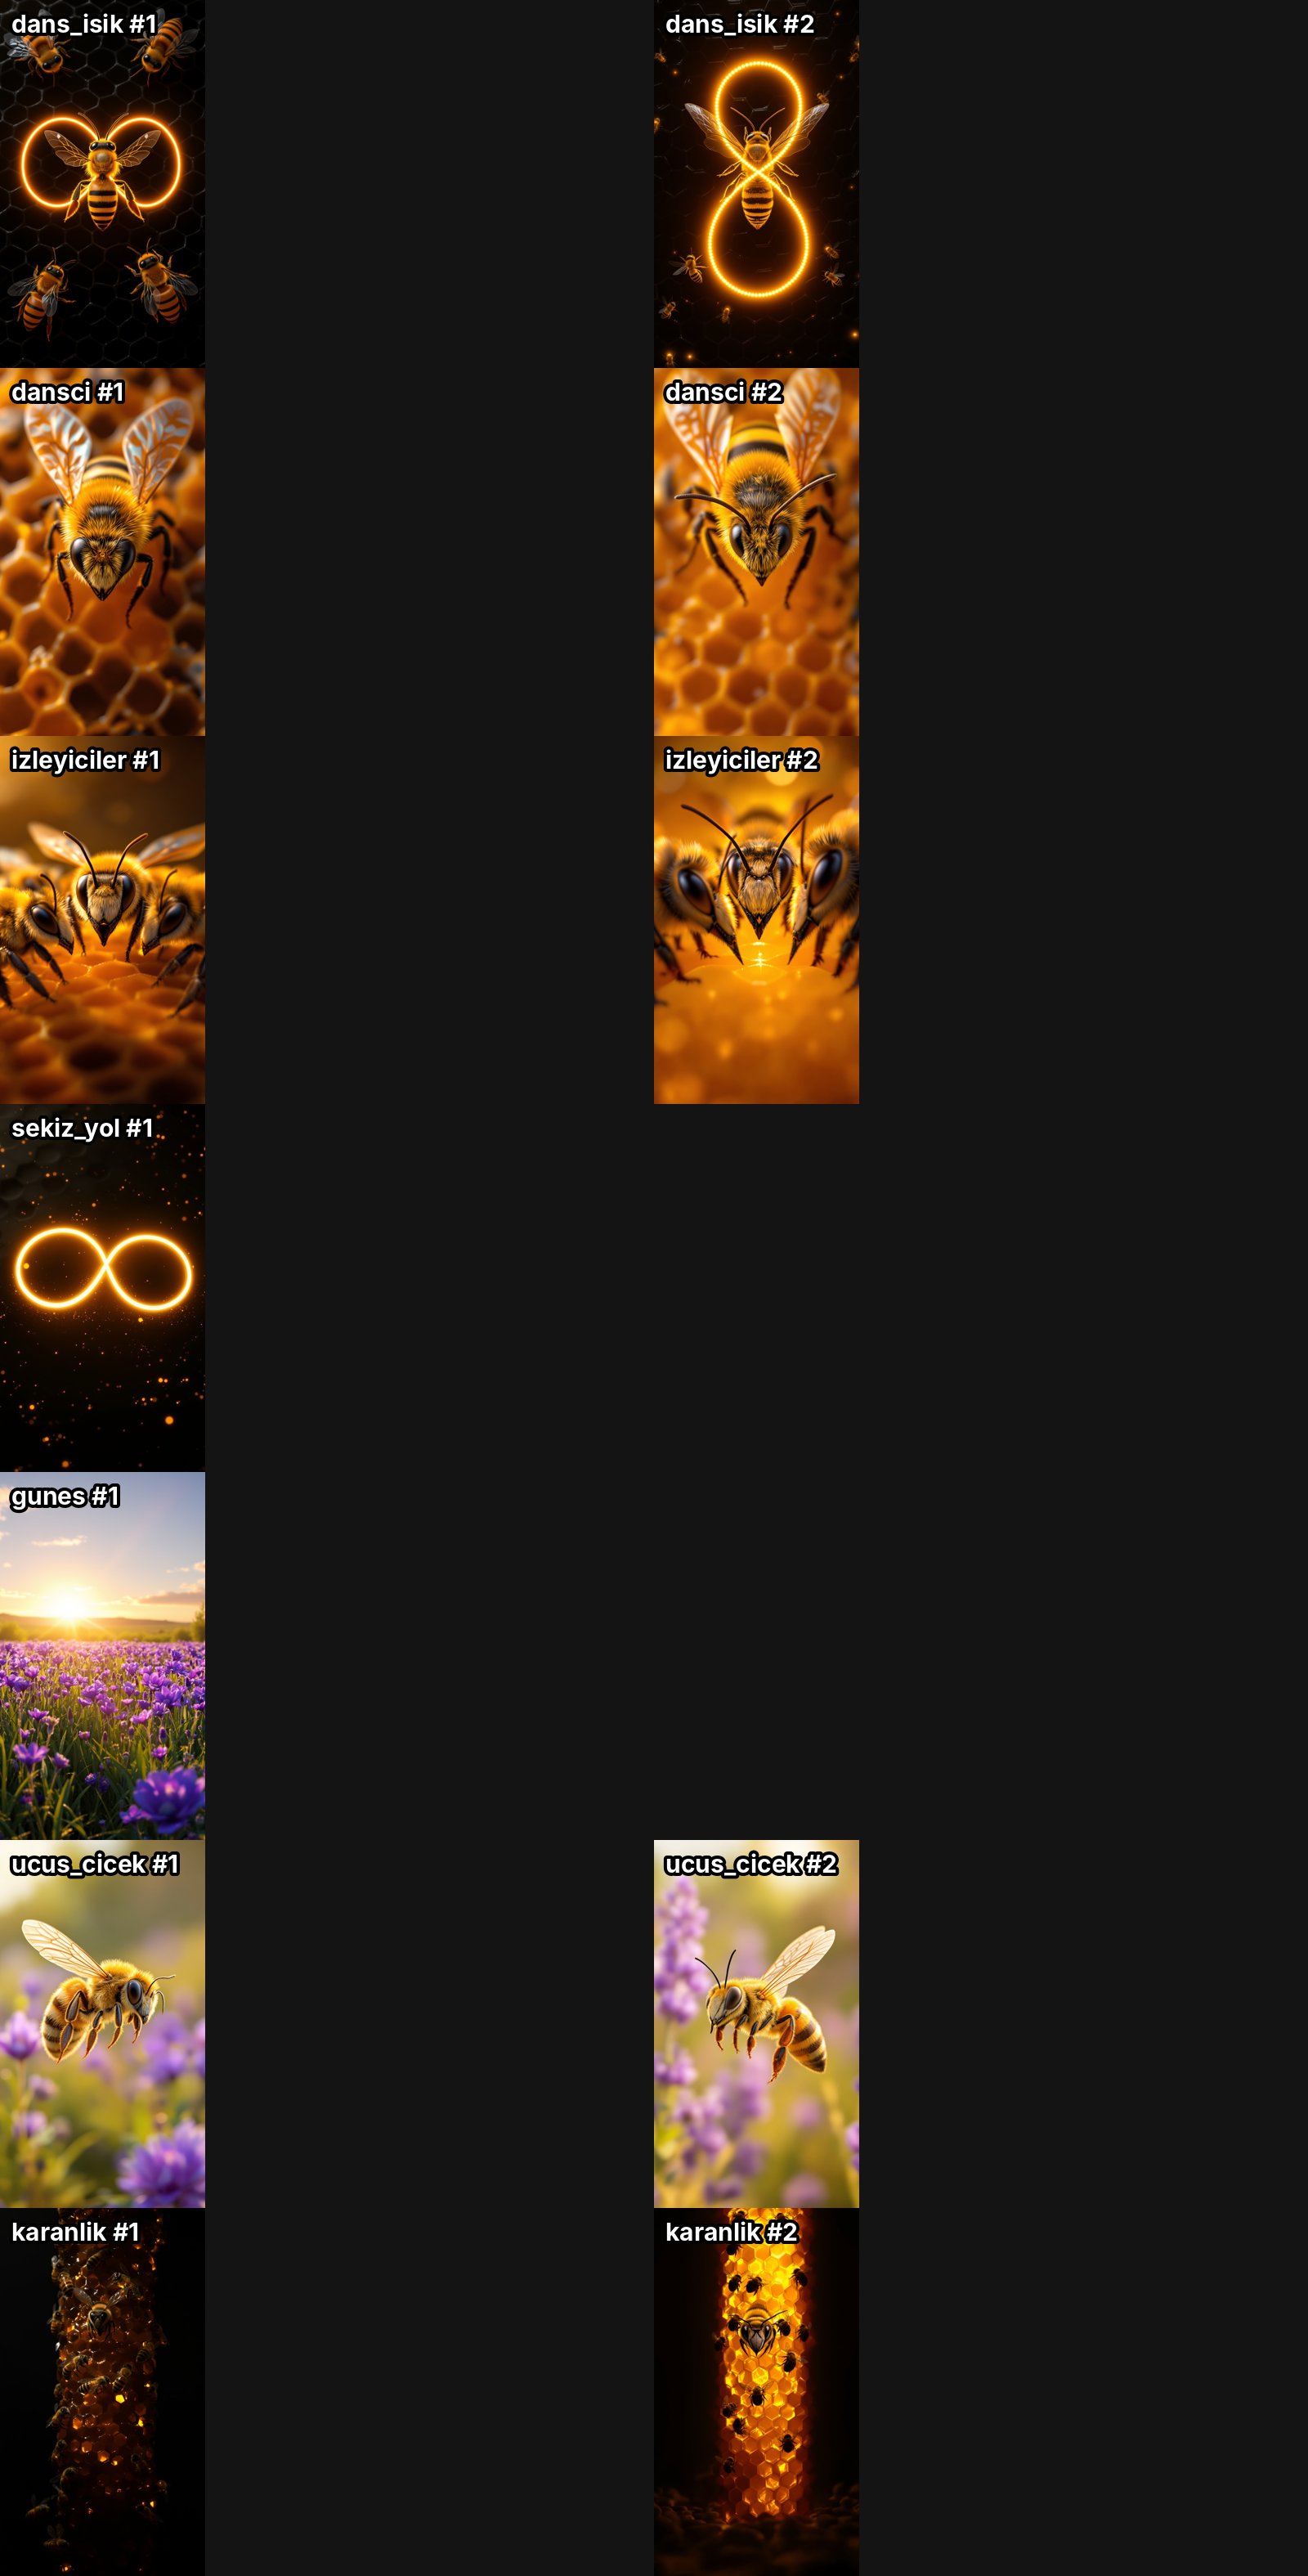 dans_isik #1
dans_isik #2
dansci #1
dansci #2
izleyiciler #1
izleyiciler #2
sekiz_yol #1
gunes #1
ucus_cicek #1
ucus_cicek #2
karanlik #1
karanlik #2